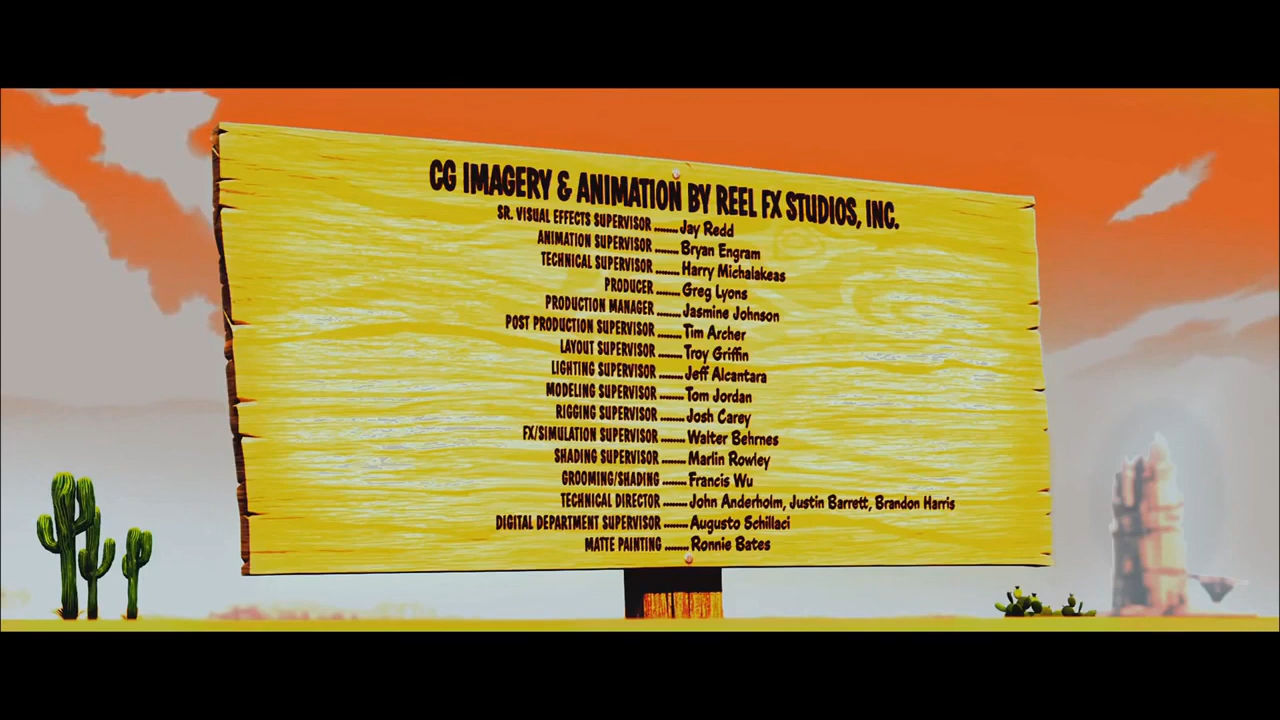 CG IMAGERY & ANIMATION BY REEL FX STUDIOS, INC.
SR. VISUAL EFFECTS SUPERVISOR ........ Jay Redd
ANIMATION SUPERVISOR ........ Bryan Engram
TECHNICAL SUPERVISOR ........ Harry Michalakeas
PRODUCER ........ Greg Lyons
PRODUCTION MANAGER ........ Jasmine Johnson
POST PRODUCTION SUPERVISOR ........ Tim Archer
LAYOUT SUPERVISOR ........ Troy Griffin
LIGHTING SUPERVISOR ........ Jeff Alcantara
MODELING SUPERVISOR ........ Tom Jordan
RIGGING SUPERVISOR ........ Josh Carey
FX/SIMULATION SUPERVISOR ........ Walter Behrnes
SHADING SUPERVISOR ........ Marlin Rowley
GROOMING/SHADING ........ Francis Wu
TECHNICAL DIRECTOR ........ John Anderholm, Justin Barrett, Brandon Harris
DIGITAL DEPARTMENT SUPERVISOR ........ Augusto Schillaci
MATTE PAINTING ........ Ronnie Bates